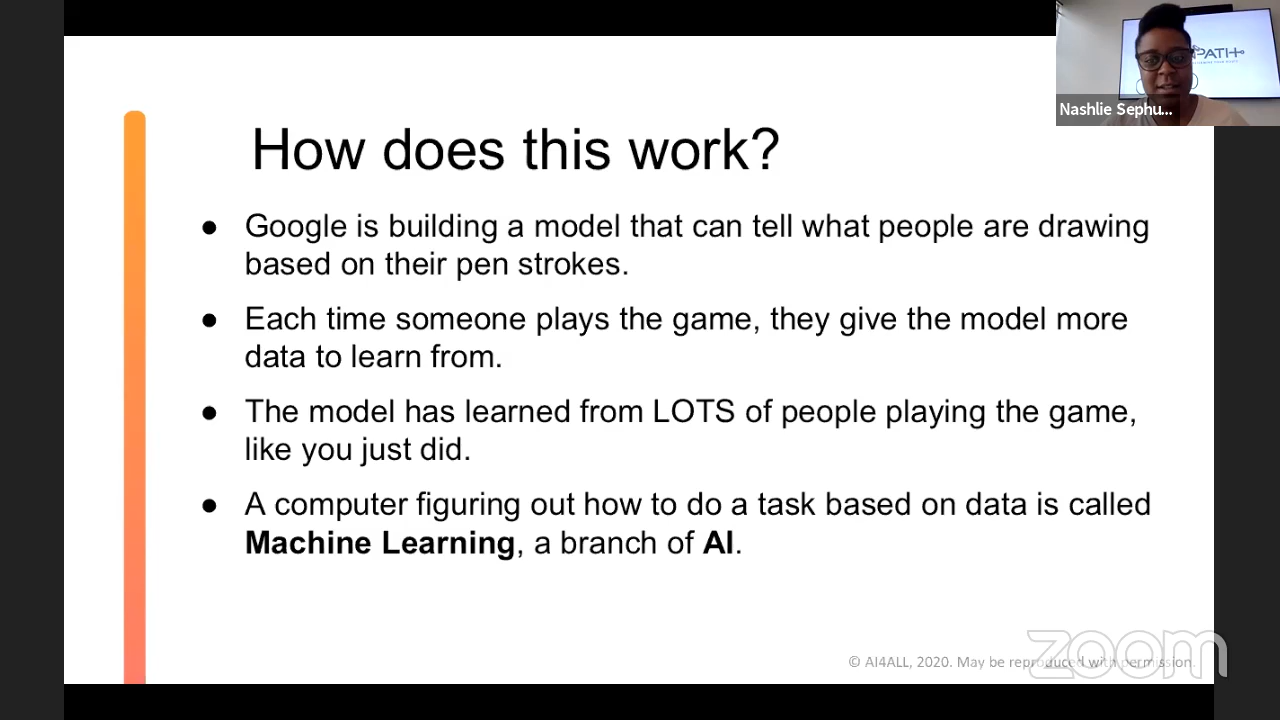 PATH
Nashlie Sephu...
How does this work?
● Google is building a model that can tell what people are drawing
based on their pen strokes.
● Each time someone plays the game, they give the model more
data to learn from.
● The model has learned from LOTS of people playing the game,
like you just did.
● A computer figuring out how to do a task based on data is called
Machine Learning, a branch of AI.
© AI4ALL, 2020. May be reproduced with permission.
zoom